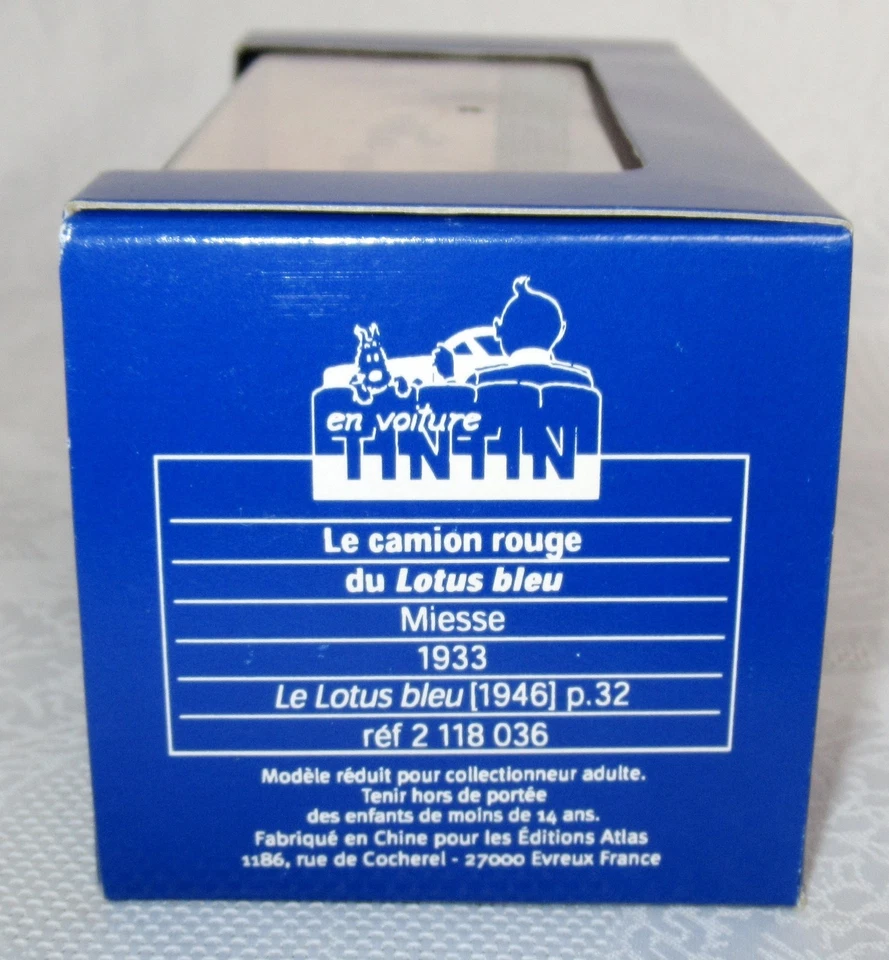 en voiture
TINTIN
Le camion rouge
du Lotus bleu
Miesse
1933
Le Lotus bleu [1946] p.32
réf 2 118 036
Modèle réduit pour collectionneur adulte.
Tenir hors de portée
des enfants de moins de 14 ans.
Fabriqué en Chine pour les Éditions Atlas
1186, rue de Cocherel - 27000 Evreux France